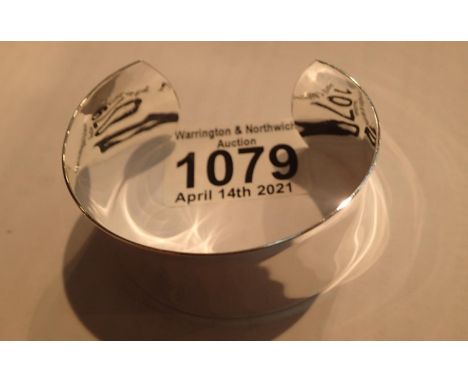 Warrington & Northwich
Auction
1079
April 14th 2021